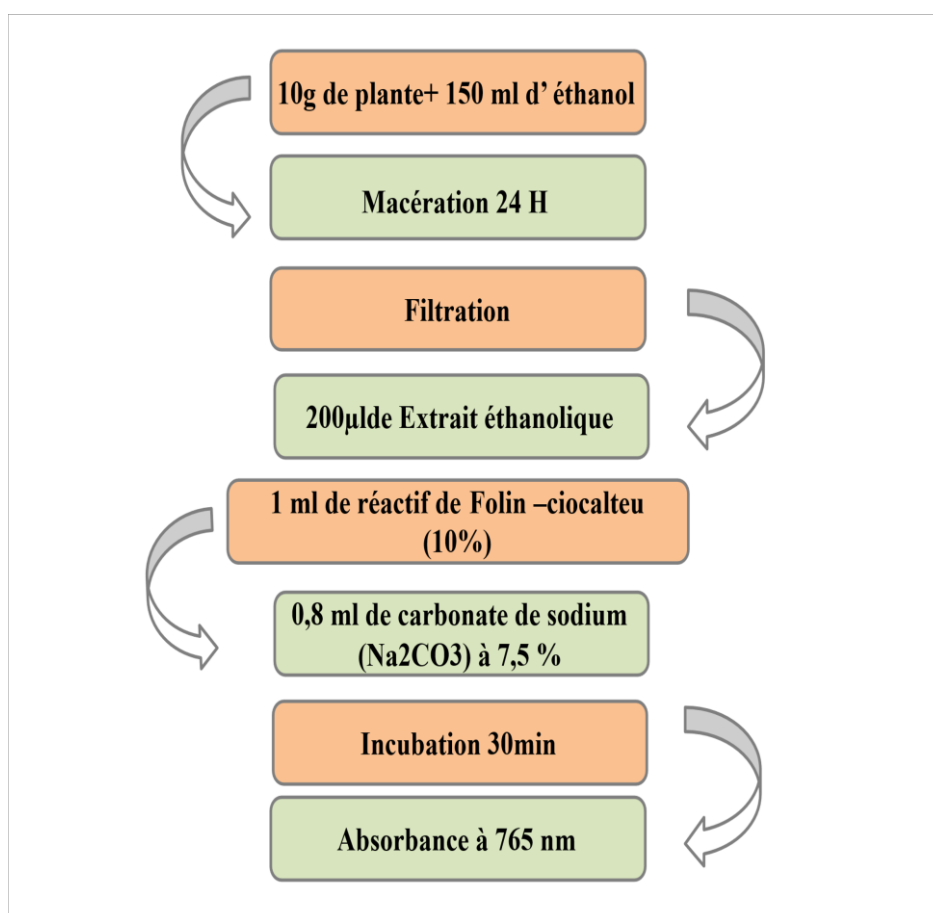 10g de plante+ 150 ml d’ éthanol
Macération 24 H
Filtration
200µlde Extrait éthanolique
1 ml de réactif de Folin –ciocalteu
(10%)
0,8 ml de carbonate de sodium
(Na2CO3) à 7,5 %
Incubation 30min
Absorbance à 765 nm